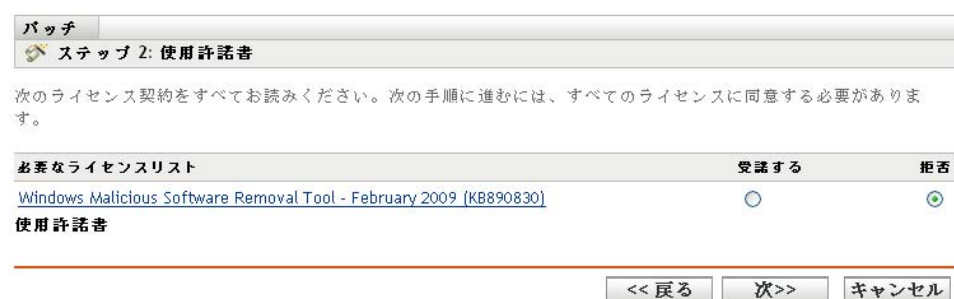 パッチ
ステップ 2: 使用許諾書
次のライセンス契約をすべてお読みください。次の手順に進むには、すべてのライセンスに同意する必要がありま
す。
必要なライセンスリスト 受諾する 拒否
Windows Malicious Software Removal Tool - February 2009 (KB890830)
使用許諾書
<< 戻る 次>> キャンセル